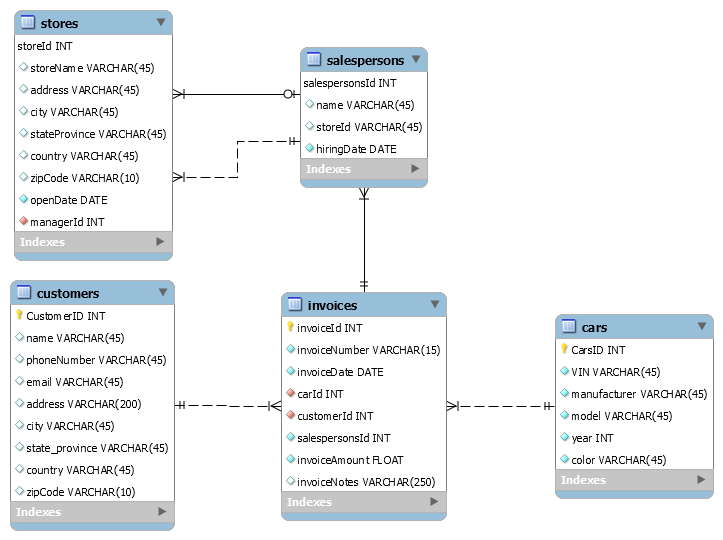 stores
storeId INT
storeName VARCHAR(45)
address VARCHAR(45)
city VARCHAR(45)
stateProvince VARCHAR(45)
country VARCHAR(45)
zipCode VARCHAR(10)
openDate DATE
managerId INT
Indexes
salespersons
salespersonsId INT
name VARCHAR(45)
storeId VARCHAR(45)
hiringDate DATE
Indexes
customers
CustomerID INT
name VARCHAR(45)
phoneNumber VARCHAR(45)
email VARCHAR(45)
address VARCHAR(200)
city VARCHAR(45)
state_province VARCHAR(45)
country VARCHAR(45)
zipCode VARCHAR(10)
Indexes
invoices
invoiceId INT
invoiceNumber VARCHAR(15)
invoiceDate DATE
carId INT
customerId INT
salespersonsId INT
invoiceAmount FLOAT
invoiceNotes VARCHAR(250)
Indexes
cars
CarsID INT
VIN VARCHAR(45)
manufacturer VARCHAR(45)
model VARCHAR(45)
year INT
color VARCHAR(45)
Indexes